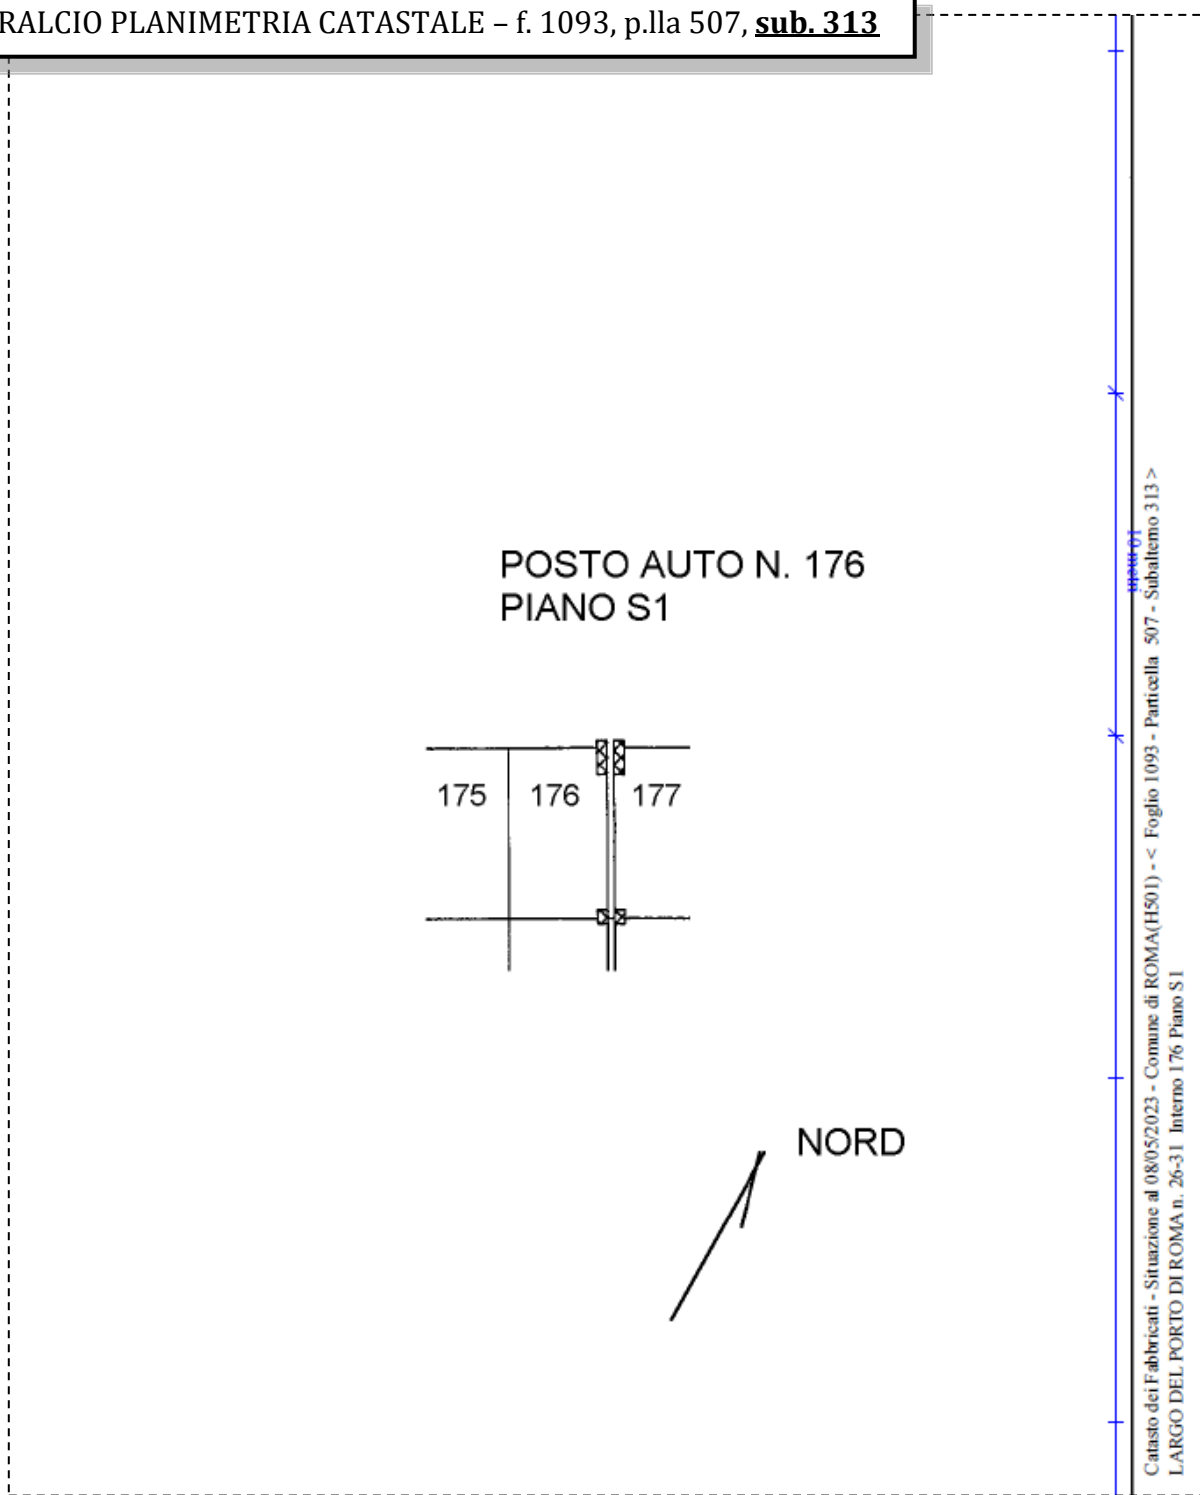 RALCIO PLANIMETRIA CATASTALE – f. 1093, p.lla 507, sub. 313
POSTO AUTO N. 176
PIANO S1
175 176 177
NORD
10 metri
Catasto dei Fabbricati - Situazione al 08/05/2023 - Comune di ROMA(H501) - < Foglio 1093 - Particella 507 - Subalterno 313 >
LARGO DEL PORTO DI ROMA n. 26-31 Interno 176 Piano S1